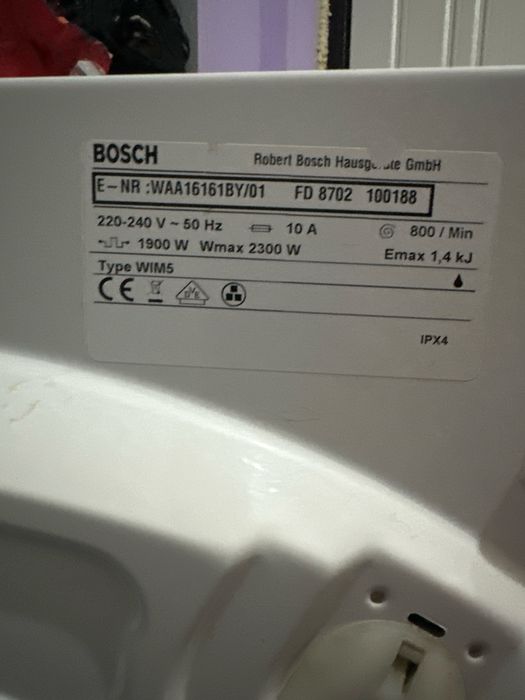 BOSCH Robert Bosch GmbH
E-NR :WAA16161BY/01 FD 8702 100188
220-240 V ~ 50 Hz 10 A 800 / Min
1900 W Wmax 2300 W Emax 1,4 kJ
Type WIM5
CE DVE
IPX4